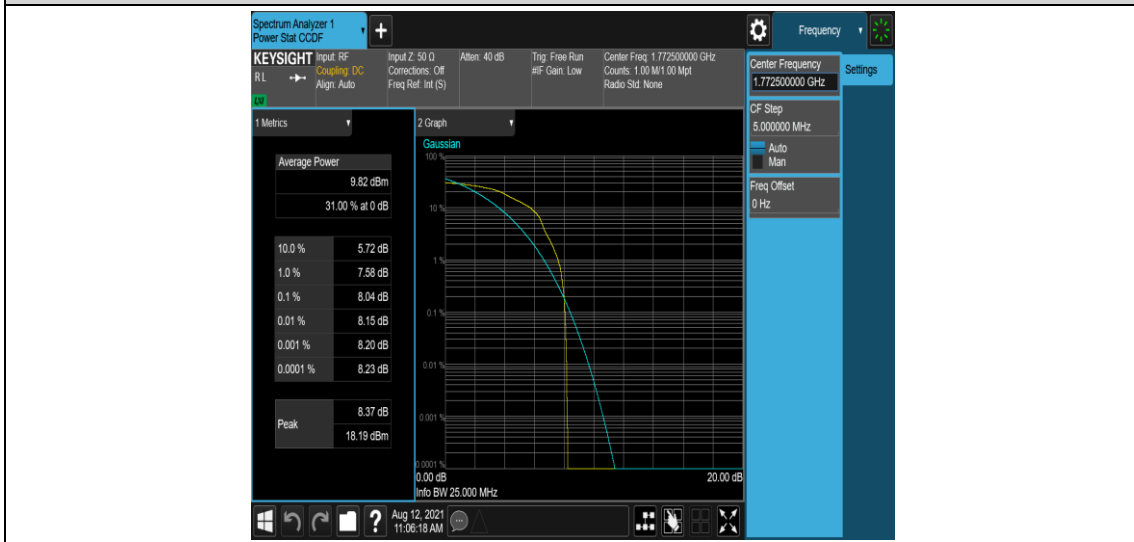 Spectrum Analyzer 1
Power Stat CCDF
+
Frequency
KEYSIGHT
RL
LXI
Input: RF
Coupling: DC
Align: Auto
Input Z: 50 Ω
Corrections: Off
Freq Ref: Int (S)
Atten: 40 dB
Trig: Free Run
#IF Gain: Low
Center Freq: 1.772500000 GHz
Counts: 1.00 M/1.00 Mpt
Radio Std: None
Center Frequency
1.772500000 GHz
Settings
CF Step
5.000000 MHz
Auto
Man
Freq Offset
0 Hz
1 Metrics
Average Power
9.82 dBm
31.00 % at 0 dB
10.0 % 5.72 dB
1.0 % 7.58 dB
0.1 % 8.04 dB
0.01 % 8.15 dB
0.001 % 8.20 dB
0.0001 % 8.23 dB
Peak
8.37 dB
18.19 dBm
2 Graph
Gaussian
100 %
10 %
1 %
0.1 %
0.01 %
0.001 %
0.0001 %
0.00 dB
20.00 dB
Info BW 25.000 MHz
?
Aug 12, 2021
11:06:18 AM